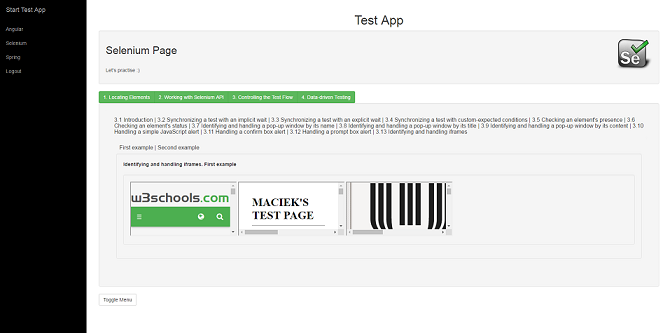 Start Test App
Angular
Selenium
Spring
Logout
Test App
Selenium Page
Let's practise :)
Se
1. Locating Elements 2. Working with Selenium API 3. Controlling the Test Flow 4. Data-driven Testing
3.1 Introduction | 3.2 Synchronizing a test with an implicit wait | 3.3 Synchronizing a test with an explicit wait | 3.4 Synchronizing a test with custom-expected conditions | 3.5 Checking an element's presence | 3.6
Checking an element's status | 3.7 Identifying and handling a pop-up window by its name | 3.8 Identifying and handling a pop-up window by its title | 3.9 Identifying and handling a pop-up window by its content | 3.10
Handling a simple JavaScript alert | 3.11 Handling a confirm box alert | 3.12 Handling a prompt box alert | 3.13 Identifying and handling iframes
First example | Second example
Identifying and handling iframes. First example
w3schools.com
MACIEK'S
TEST PAGE
Toggle Menu